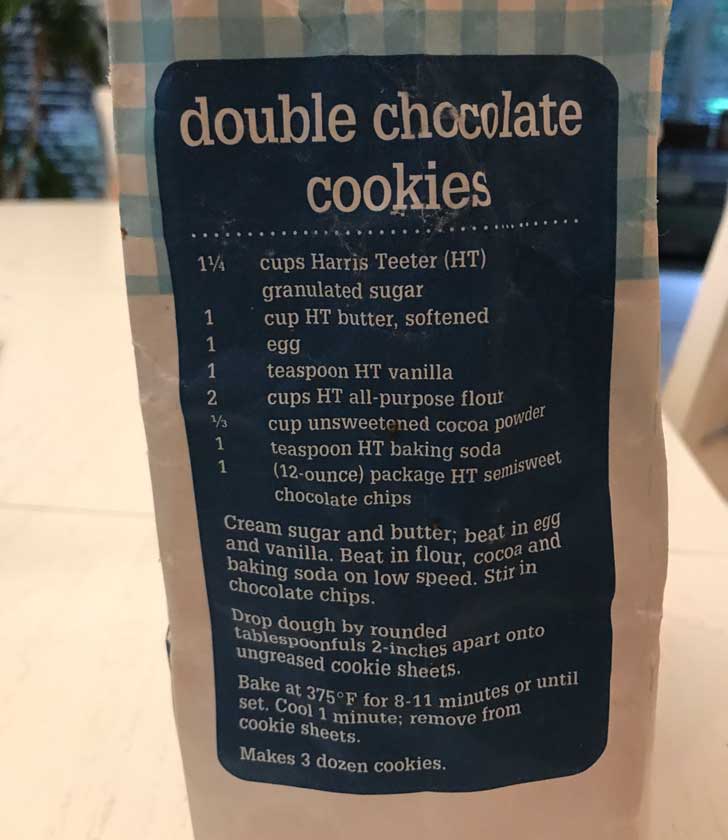 double chocolate
cookies
1¼ cups Harris Teeter (HT)
granulated sugar
1 cup HT butter, softened
1 egg
1 teaspoon HT vanilla
2 cups HT all-purpose flour
⅓ cup unsweetened cocoa powder
1 teaspoon HT baking soda
1 (12-ounce) package HT semisweet
chocolate chips
Cream sugar and butter; beat in egg
and vanilla. Beat in flour, cocoa and
baking soda on low speed. Stir in
chocolate chips.
Drop dough by rounded
tablespoonfuls 2-inches apart onto
ungreased cookie sheets.
Bake at 375°F for 8-11 minutes or until
set. Cool 1 minute; remove from
cookie sheets.
Makes 3 dozen cookies.